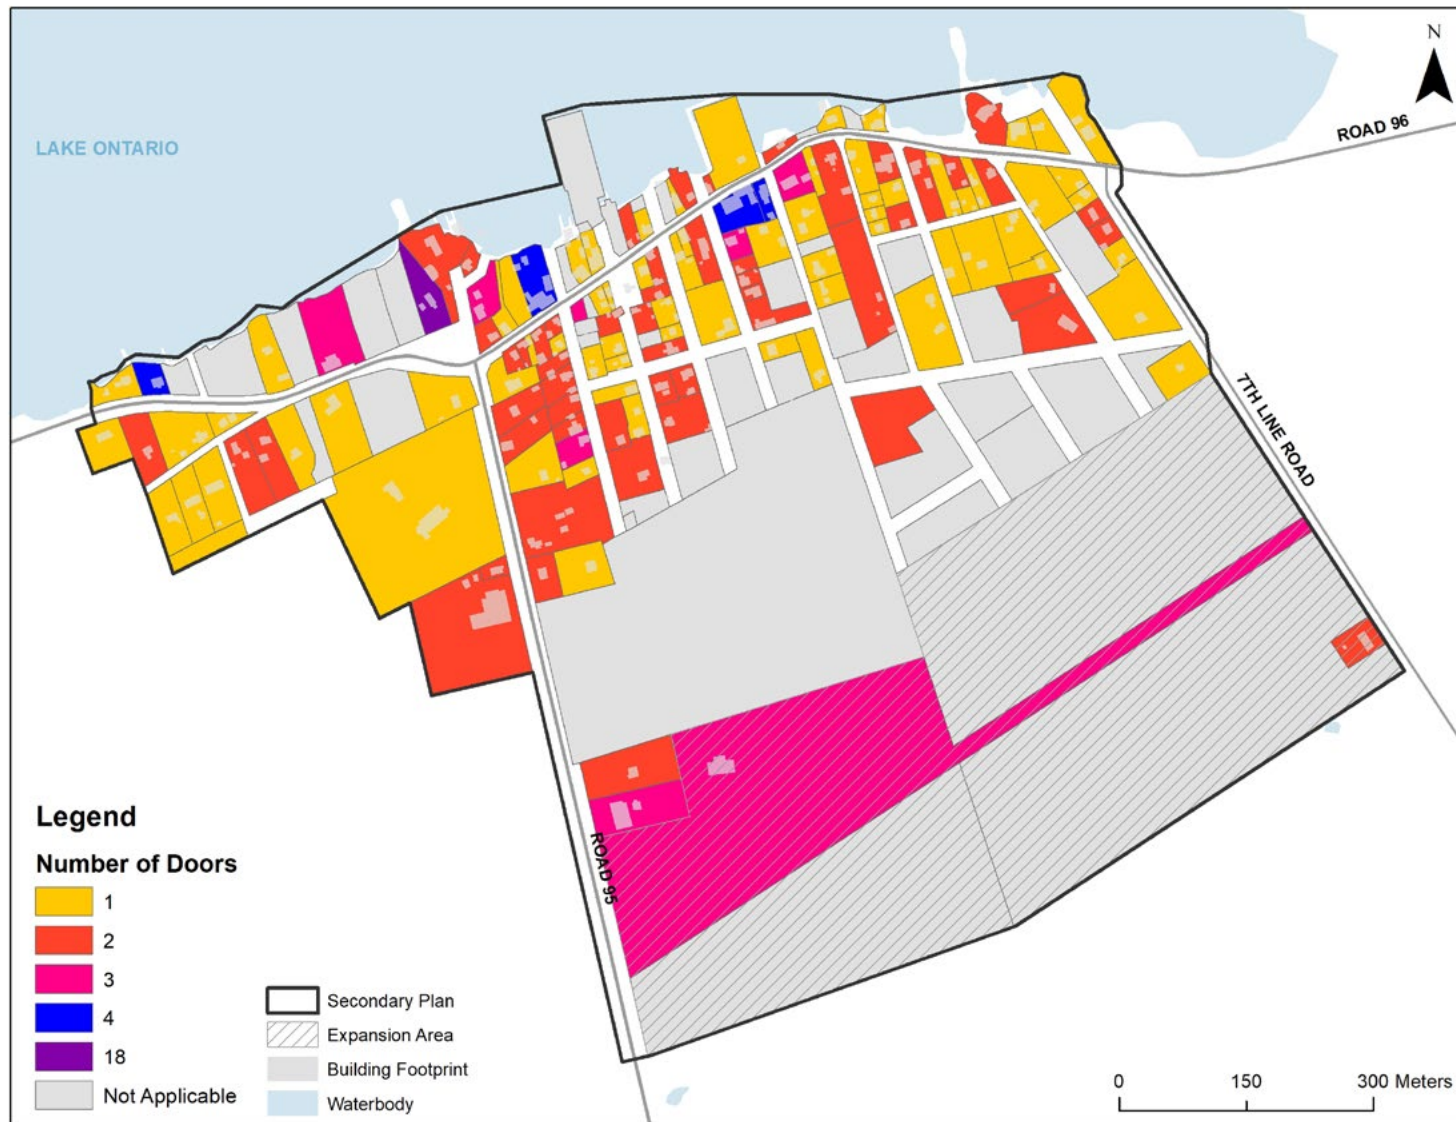 N
ROAD 96
LAKE ONTARIO
7TH LINE ROAD
ROAD 95
Legend
Number of Doors
1
2
3
4
18
Not Applicable
Secondary Plan
Expansion Area
Building Footprint
Waterbody
0 150 300 Meters